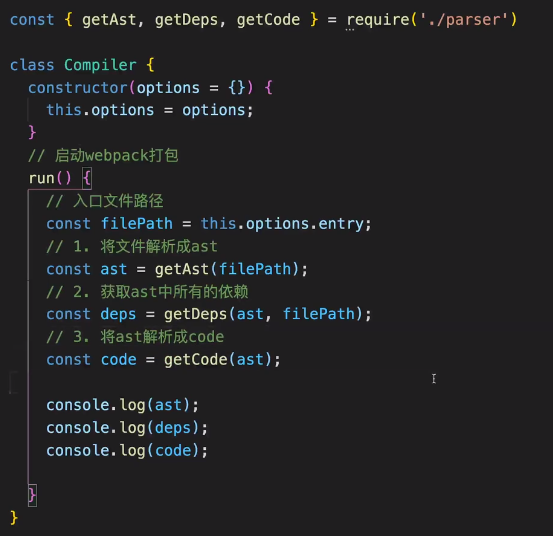 const { getAst, getDeps, getCode } = require('./parser')
class Compiler {
constructor(options = {}) {
this.options = options;
}
// 启动webpack打包
run() {
// 入口文件路径
const filePath = this.options.entry;
// 1. 将文件解析成ast
const ast = getAst(filePath);
// 2. 获取ast中所有的依赖
const deps = getDeps(ast, filePath);
// 3. 将ast解析成code
const code = getCode(ast);
console.log(ast);
console.log(deps);
console.log(code);
}
}